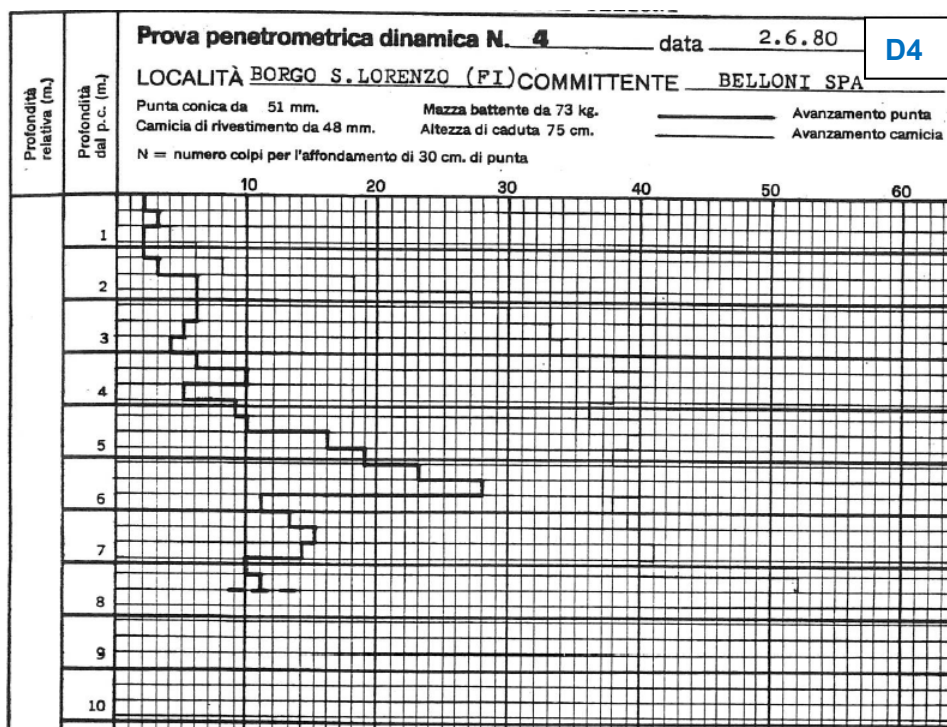 Prova penetrometrica dinamica N. 4 data 2.6.80
D4
LOCALITÀ BORGO S.LORENZO (FI) COMMITTENTE BELLONI SPA
Punta conica da 51 mm. Mazza battente da 73 kg. Avanzamento punta
Camicia di rivestimento da 48 mm. Altezza di caduta 75 cm. Avanzamento camicia
N = numero colpi per l'affondamento di 30 cm. di punta
Profondità relativa (m.)
Profondità dal p.c. (m.)
10 20 30 40 50 60
1
2
3
4
5
6
7
8
9
10